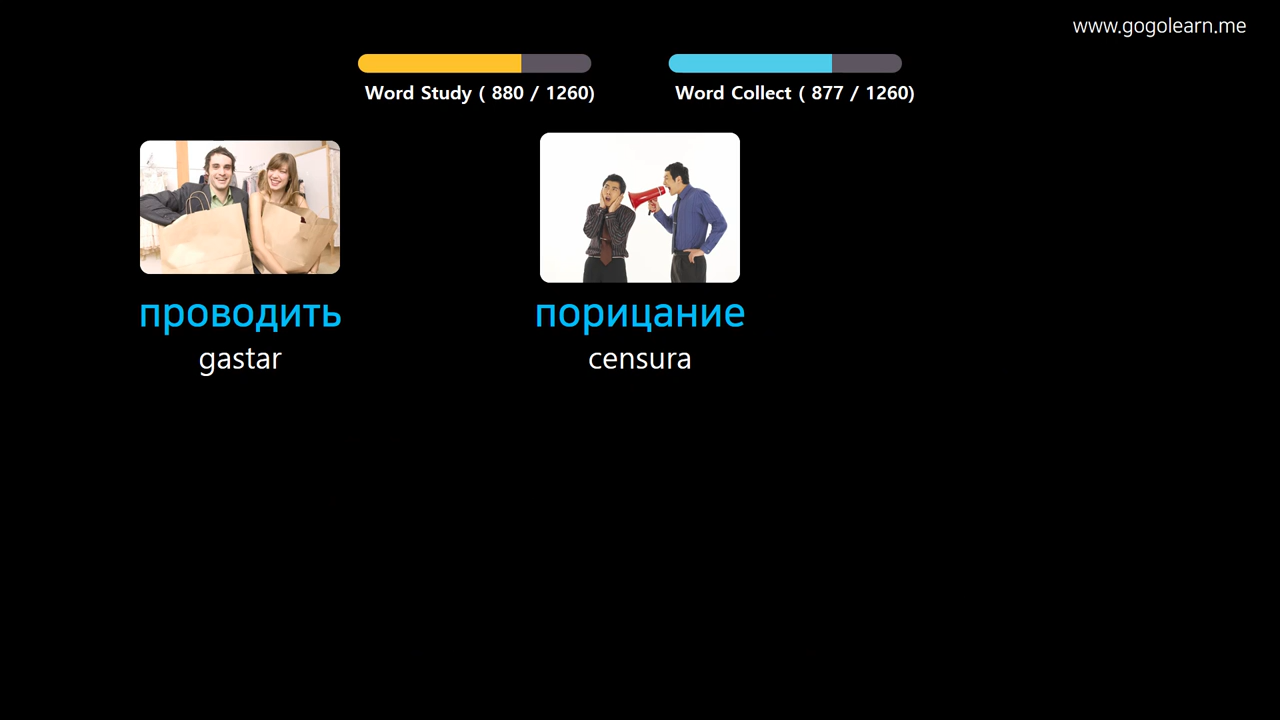 www.gogolearn.me
Word Study ( 880 / 1260)
Word Collect ( 877 / 1260)
проводить
gastar
порицание
censura